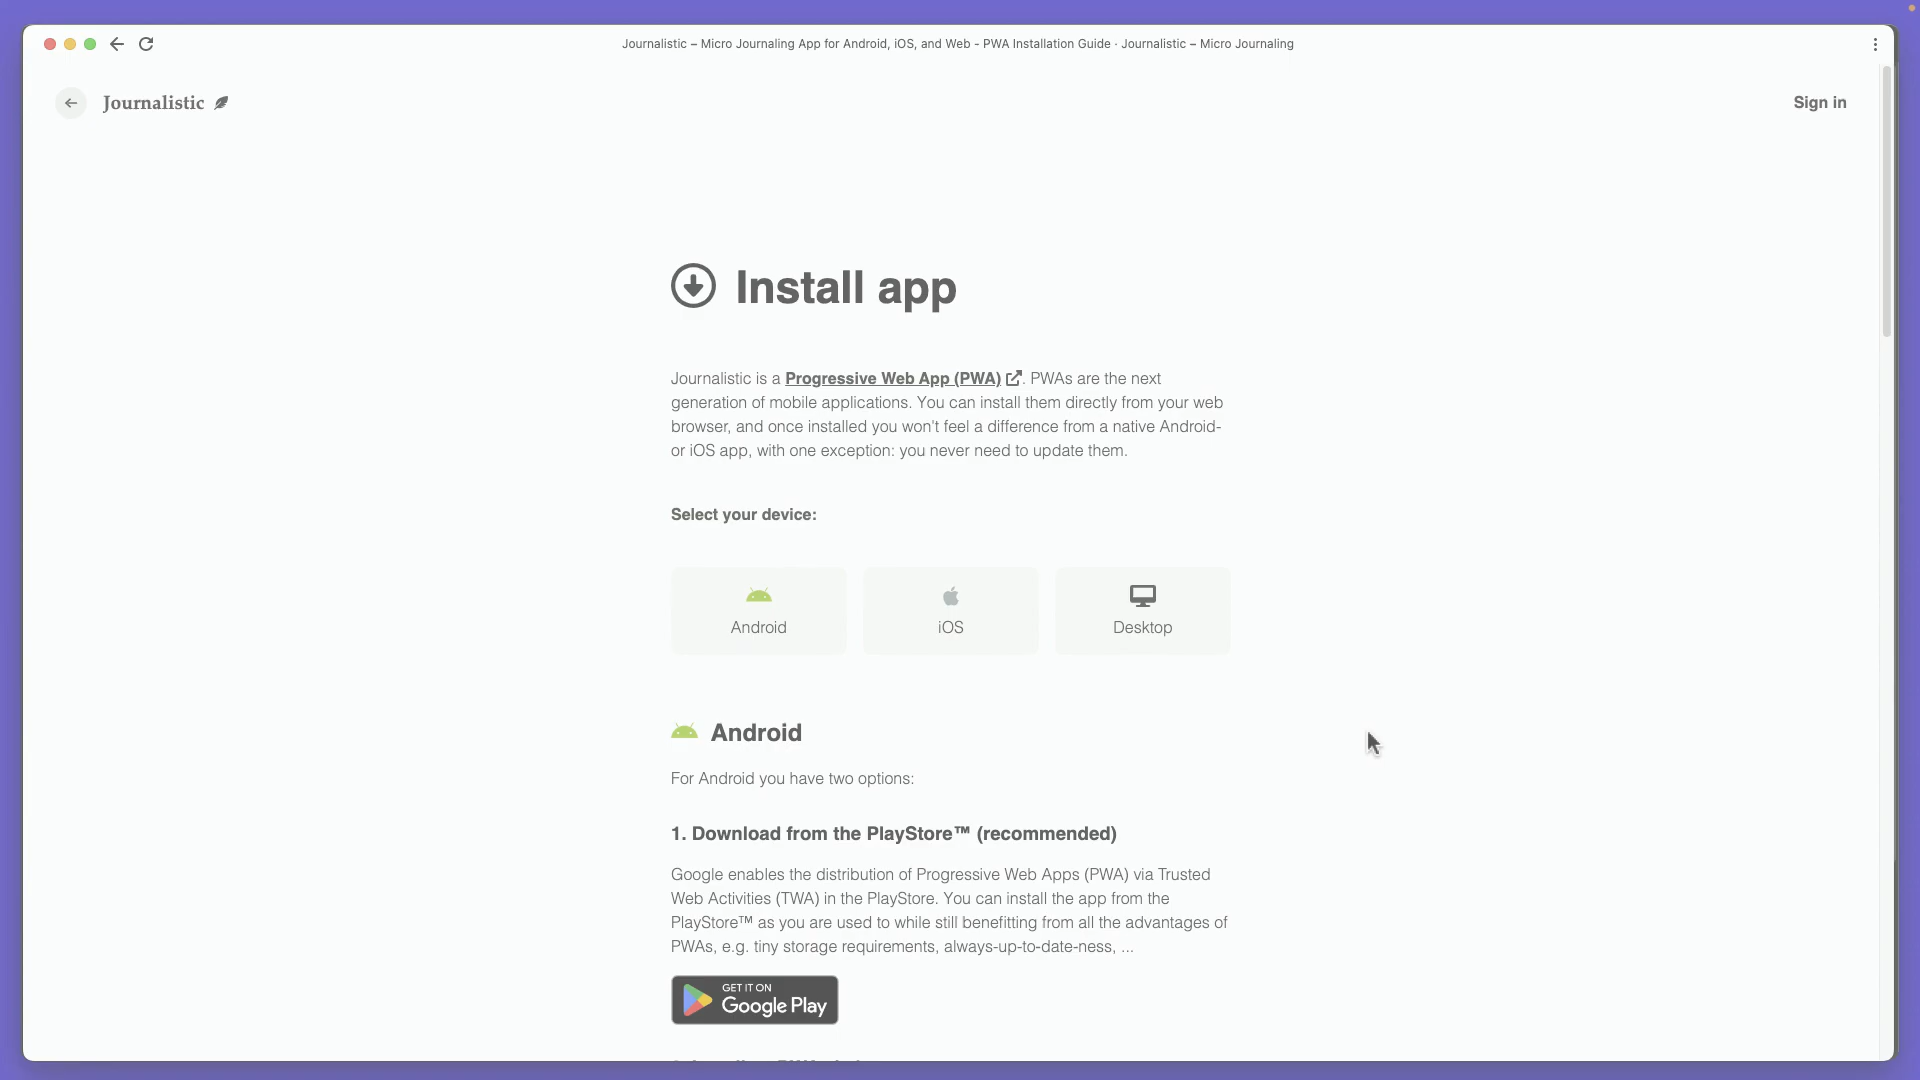 Journalistic – Micro Journaling App for Android, iOS, and Web - PWA Installation Guide · Journalistic – Micro Journaling
Journalistic
Sign in
Install app
Journalistic is a Progressive Web App (PWA). PWAs are the next
generation of mobile applications. You can install them directly from your web
browser, and once installed you won't feel a difference from a native Android-
or iOS app, with one exception: you never need to update them.
Select your device:
Android
iOS
Desktop
Android
For Android you have two options:
1. Download from the PlayStore™ (recommended)
Google enables the distribution of Progressive Web Apps (PWA) via Trusted
Web Activities (TWA) in the PlayStore. You can install the app from the
PlayStore™ as you are used to while still benefitting from all the advantages of
PWAs, e.g. tiny storage requirements, always-up-to-date-ness, ...
GET IT ON
Google Play